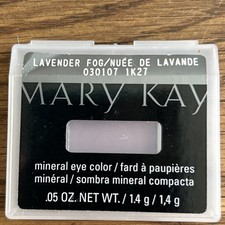 LAVENDER FOG/NUÉE DE LAVANDE
030107 1K27
MARY KAY
mineral eye color / fard à paupières
minéral / sombra mineral compacta
.05 OZ. NET WT. / 1.4 g / 1,4 g